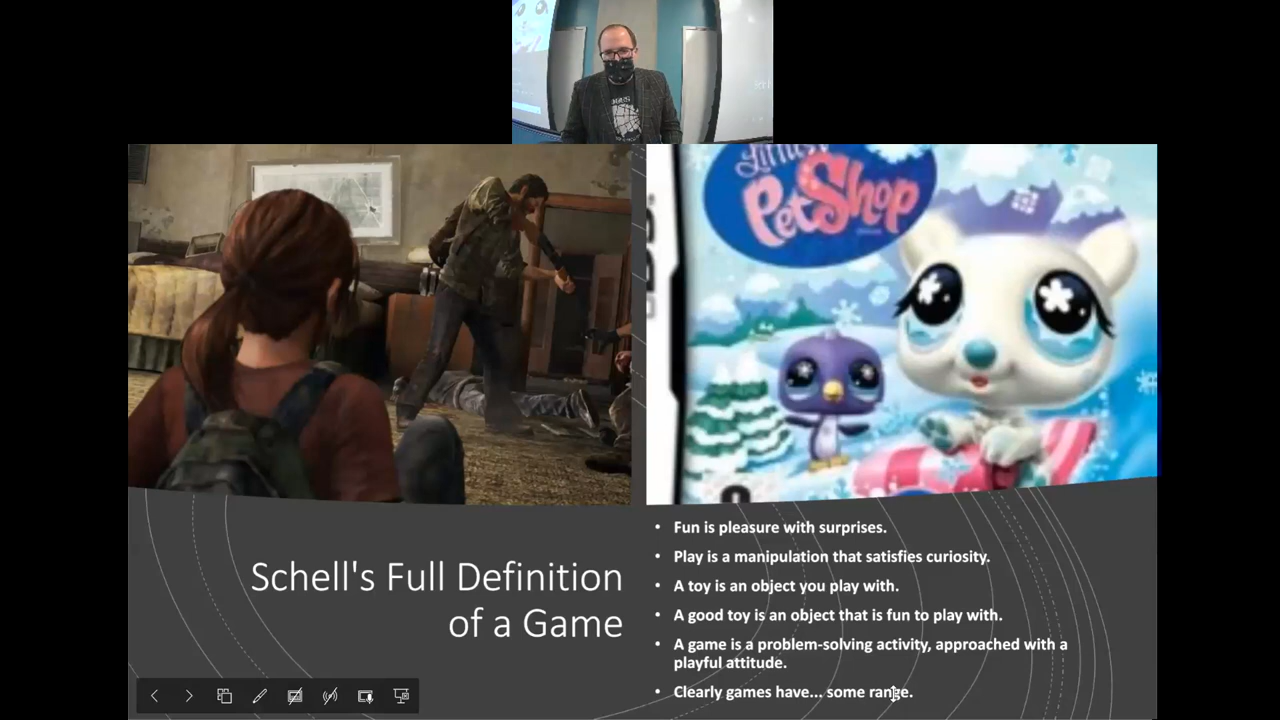 Littlest
PetShop
Schell's Full Definition
of a Game
• Fun is pleasure with surprises.
• Play is a manipulation that satisfies curiosity.
• A toy is an object you play with.
• A good toy is an object that is fun to play with.
• A game is a problem-solving activity, approached with a
playful attitude.
• Clearly games have... some range.